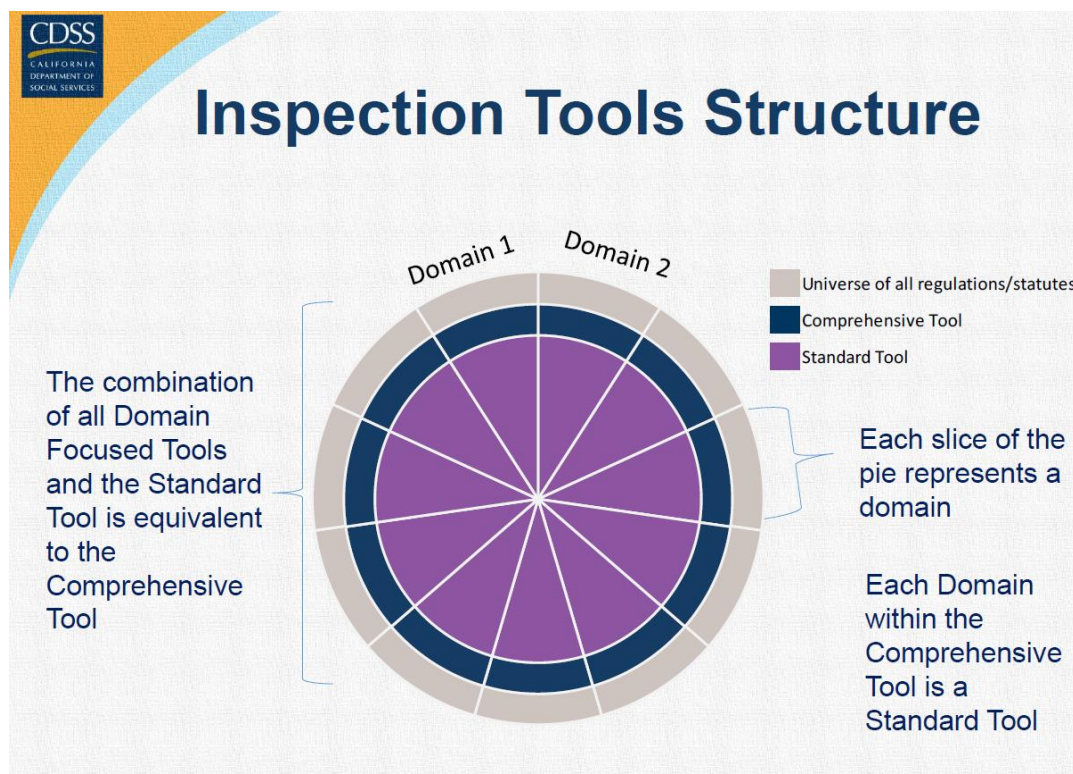 CDSS
CALIFORNIA
DEPARTMENT OF
SOCIAL SERVICES
Inspection Tools Structure
Domain 1
Domain 2
Universe of all regulations/statutes
Comprehensive Tool
Standard Tool
The combination
of all Domain
Focused Tools
and the Standard
Tool is equivalent
to the
Comprehensive
Tool
Each slice of the
pie represents a
domain
Each Domain
within the
Comprehensive
Tool is a
Standard Tool